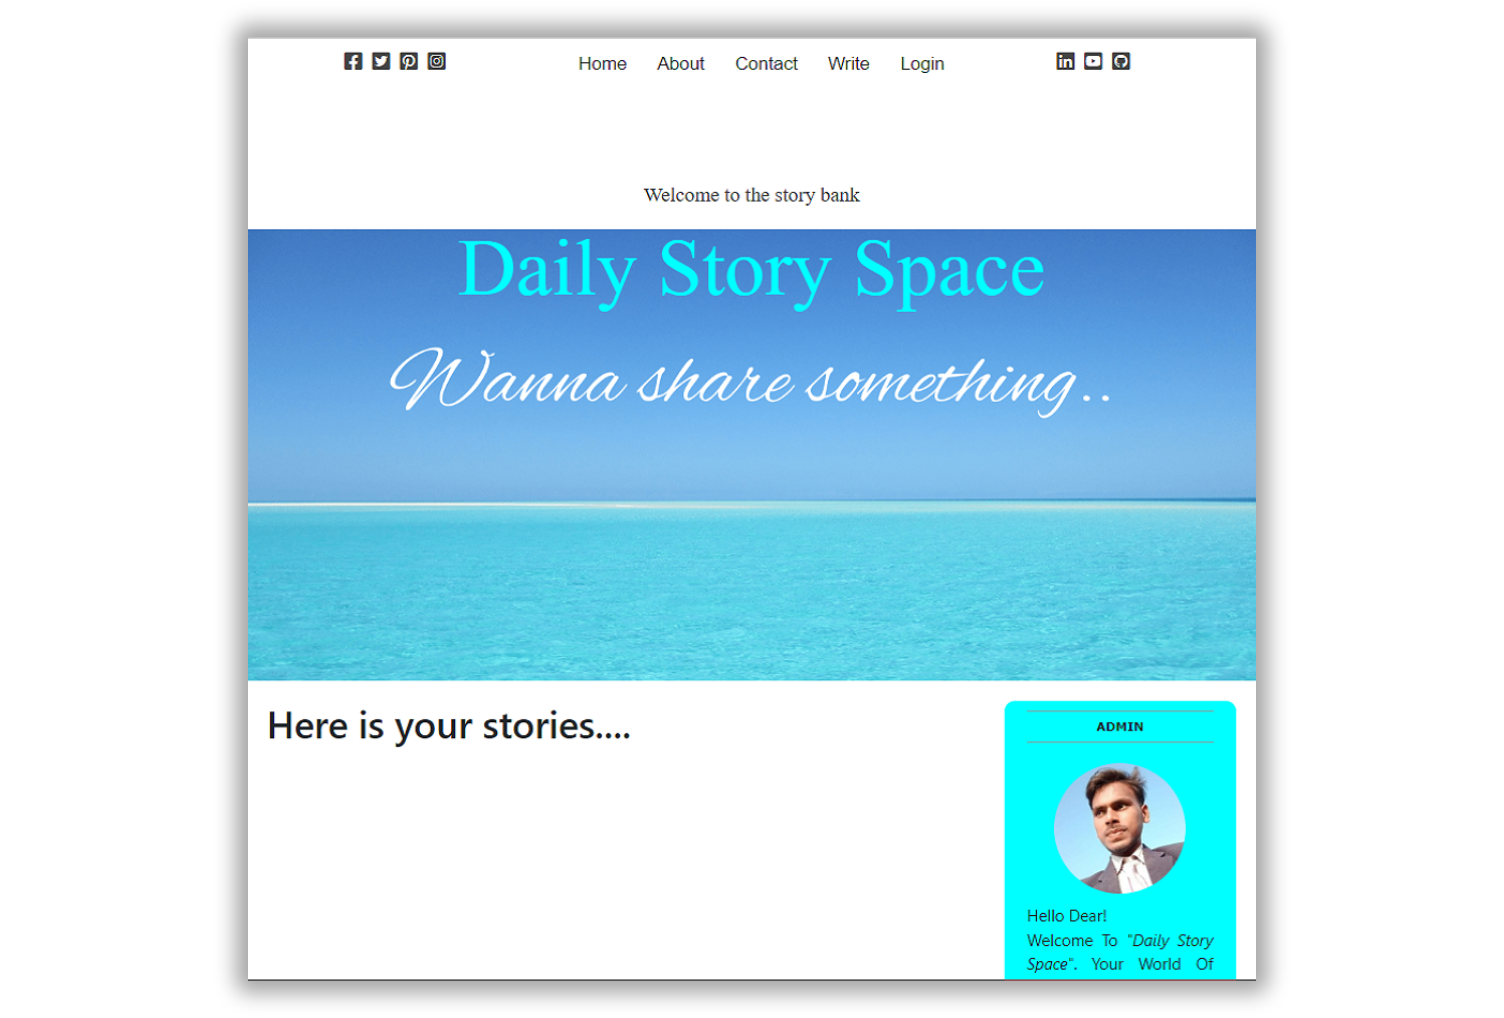 Home About Contact Write Login
Welcome to the story bank
Daily Story Space
Wanna share something..
Here is your stories....
ADMIN
Hello Dear!
Welcome To "Daily Story
Space". Your World Of